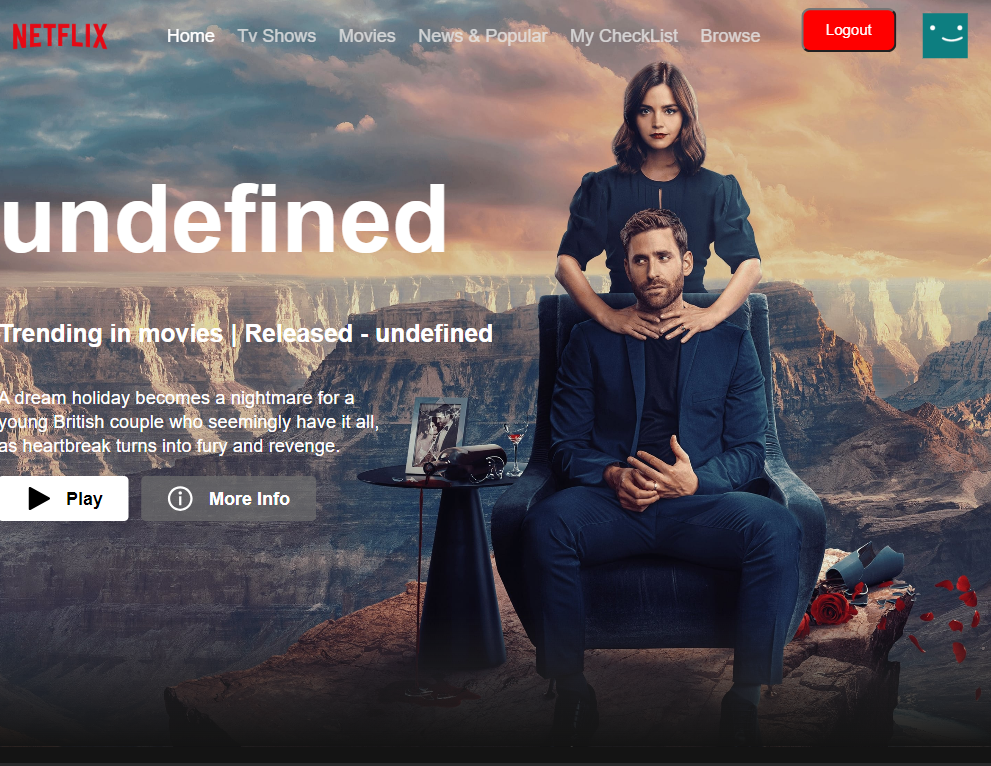 NETFLIX Home Tv Shows Movies News & Popular My CheckList Browse Logout
undefined
Trending in movies | Released - undefined
A dream holiday becomes a nightmare for a
young British couple who seemingly have it all,
as heartbreak turns into fury and revenge.
Play More Info